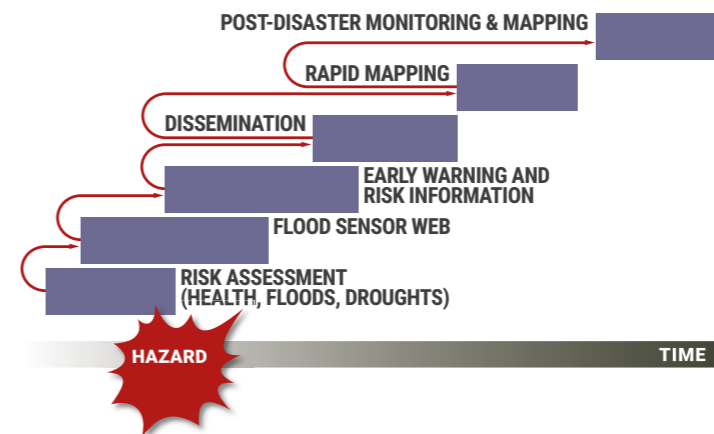 POST-DISASTER MONITORING & MAPPING
RAPID MAPPING
DISSEMINATION
EARLY WARNING AND
RISK INFORMATION
FLOOD SENSOR WEB
RISK ASSESSMENT
(HEALTH, FLOODS, DROUGHTS)
HAZARD
TIME